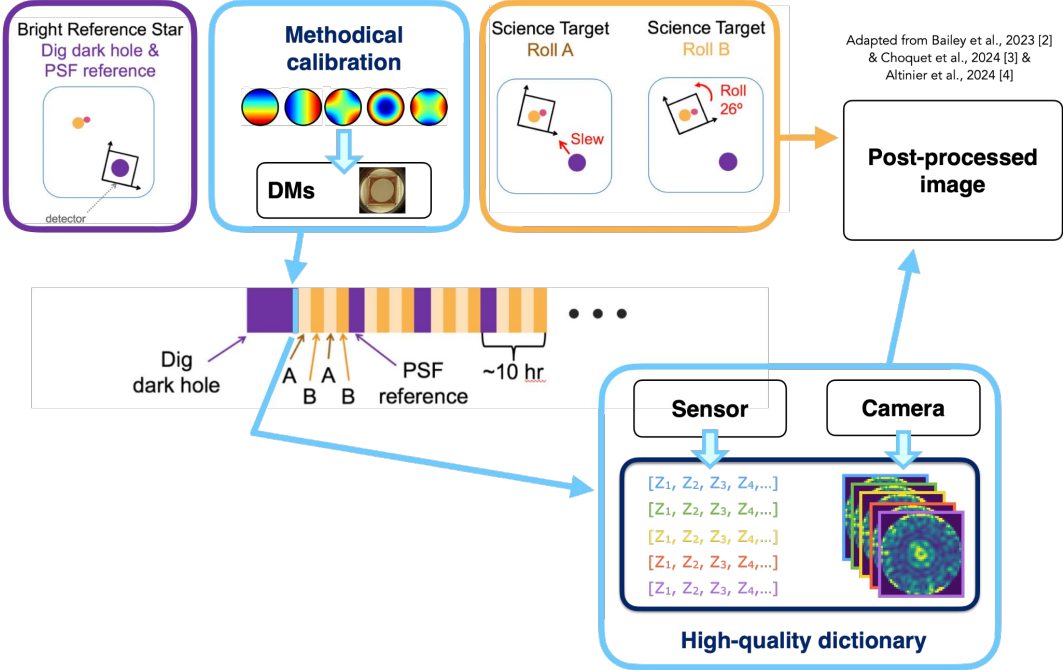 Bright Reference Star
Dig dark hole &
PSF reference
detector
Methodical
calibration
DMs
Science Target
Roll A
Slew
Science Target
Roll B
Roll
26º
Adapted from Bailey et al., 2023 [2]
& Choquet et al., 2024 [3] &
Altinier et al., 2024 [4]
Post-processed
image
Dig
dark hole
A
B
A
B
PSF
reference
~10 hr
Sensor
Camera
[Z₁, Z₂, Z₃, Z₄,...]
[Z₁, Z₂, Z₃, Z₄,...]
[Z₁, Z₂, Z₃, Z₄,...]
[Z₁, Z₂, Z₃, Z₄,...]
[Z₁, Z₂, Z₃, Z₄,...]
High-quality dictionary